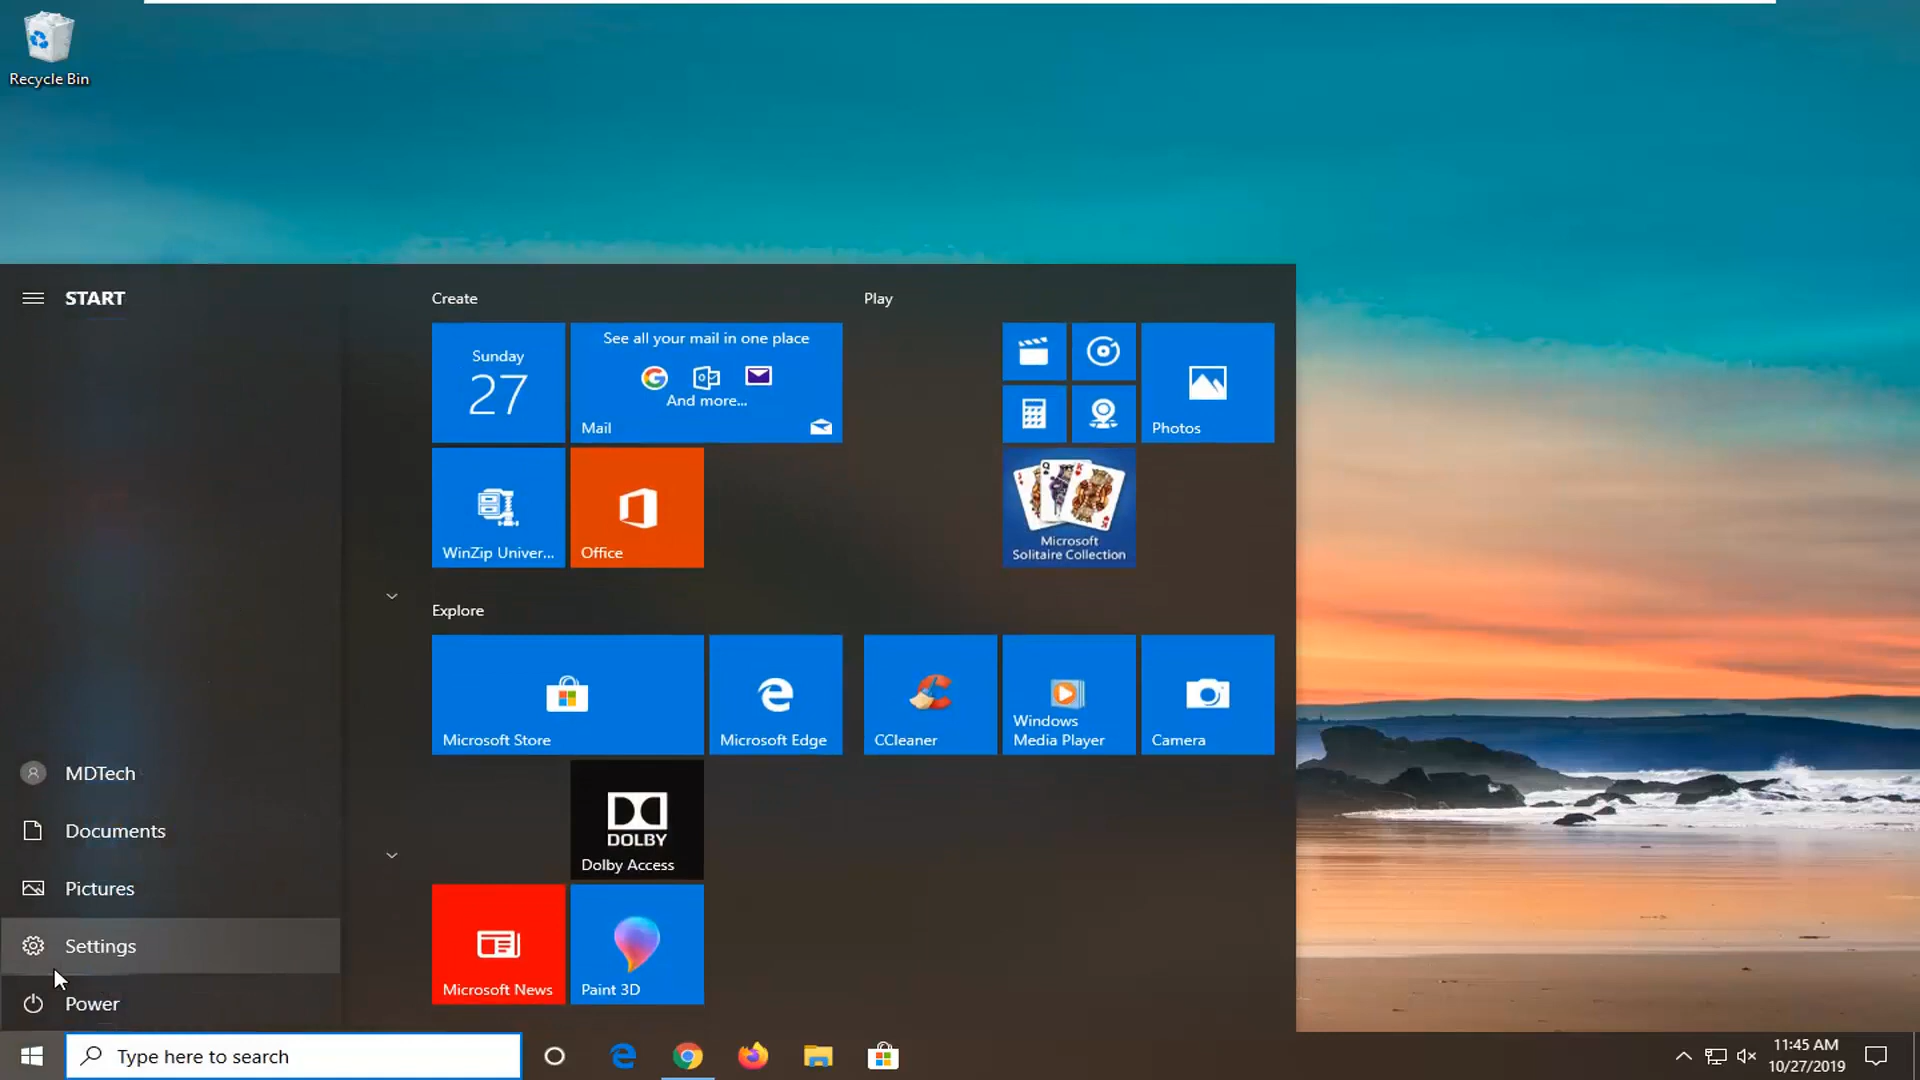 Recycle Bin
START
Create
Play
Sunday
27
See all your mail in one place
And more...
Mail
Photos
WinZip Univer...
Office
Microsoft
Solitaire Collection
Explore
Microsoft Store
Microsoft Edge
CCleaner
Windows
Media Player
Camera
MDTech
Documents
Pictures
Settings
Power
DOLBY
Dolby Access
Microsoft News
Paint 3D
Type here to search
11:45 AM
10/27/2019